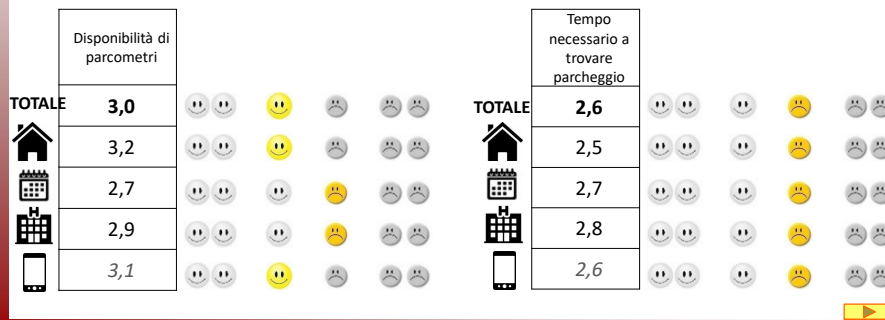 Disponibilità di
parcometri
TOTALE 3,0
3,2
2,7
H
2,9
3,1
Tempo
necessario a
trovare
parcheggio
TOTALE 2,6
2,5
2,7
H
2,8
2,6